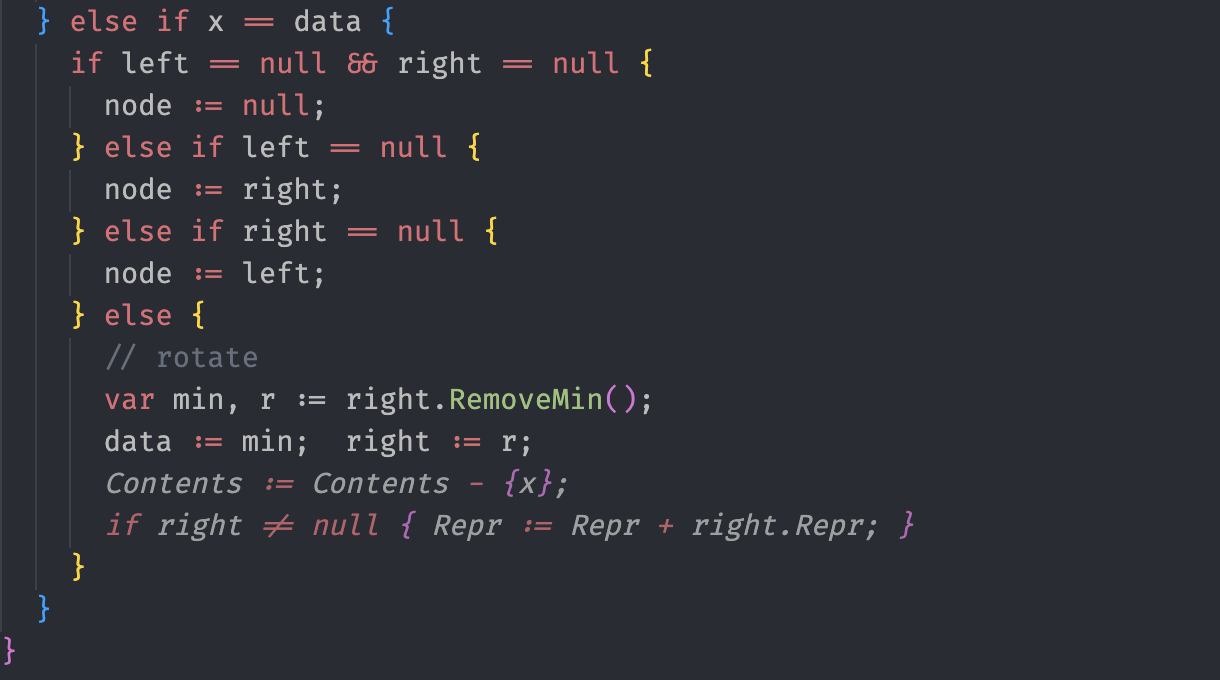 } else if x == data {
if left == null && right == null {
node := null;
} else if left == null {
node := right;
} else if right == null {
node := left;
} else {
// rotate
var min, r := right.RemoveMin();
data := min;  right := r;
Contents := Contents - {x};
if right != null { Repr := Repr + right.Repr; }
}
}
}